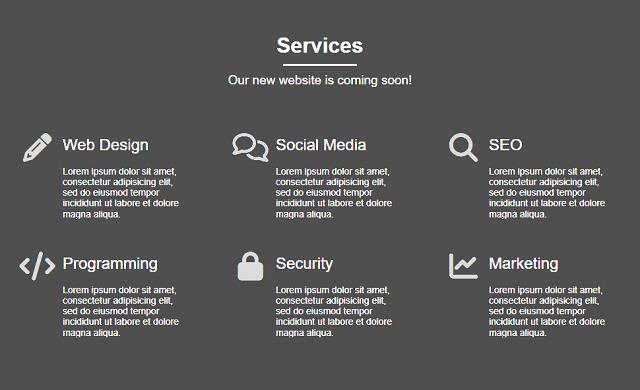 Services
Our new website is coming soon!
Web Design
Lorem ipsum dolor sit amet,
consectetur adipisicing elit,
sed do eiusmod tempor
incididunt ut labore et dolore
magna aliqua.
Social Media
Lorem ipsum dolor sit amet,
consectetur adipisicing elit,
sed do eiusmod tempor
incididunt ut labore et dolore
magna aliqua.
SEO
Lorem ipsum dolor sit amet,
consectetur adipisicing elit,
sed do eiusmod tempor
incididunt ut labore et dolore
magna aliqua.
Programming
Lorem ipsum dolor sit amet,
consectetur adipisicing elit,
sed do eiusmod tempor
incididunt ut labore et dolore
magna aliqua.
Security
Lorem ipsum dolor sit amet,
consectetur adipisicing elit,
sed do eiusmod tempor
incididunt ut labore et dolore
magna aliqua.
Marketing
Lorem ipsum dolor sit amet,
consectetur adipisicing elit,
sed do eiusmod tempor
incididunt ut labore et dolore
magna aliqua.